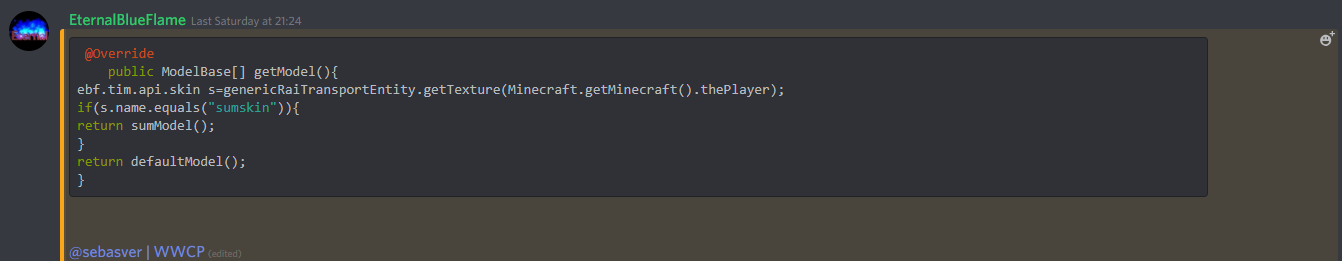 EternalBlueFlame Last Saturday at 21:24
@Override
public ModelBase[] getModel(){
ebf.tim.api.skin s=genericRaiTransportEntity.getTexture(Minecraft.getMinecraft().thePlayer);
if(s.name.equals("sumskin")){
return sumModel();
}
return defaultModel();
}
@sebasver | WWCP (edited)